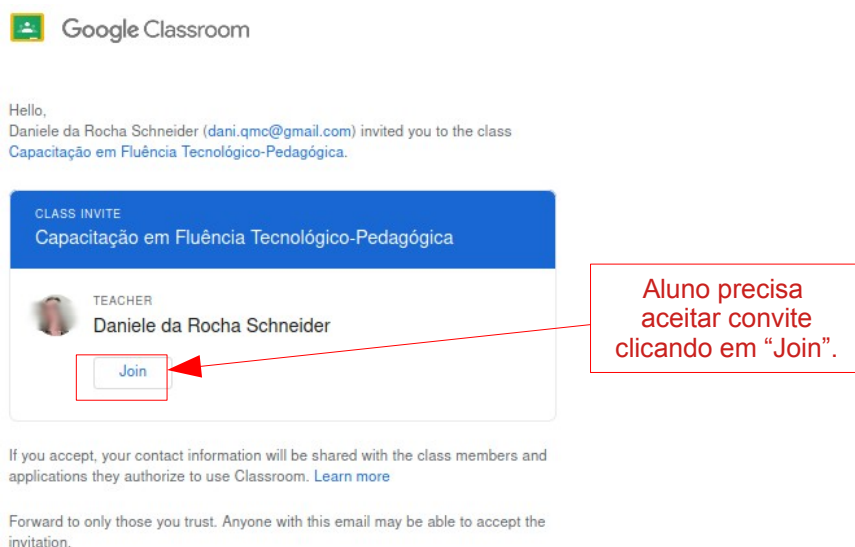 Google Classroom
Hello,
Daniele da Rocha Schneider (dani.qmc@gmail.com) invited you to the class
Capacitação em Fluência Tecnológico-Pedagógica.
CLASS INVITE
Capacitação em Fluência Tecnológico-Pedagógica
TEACHER
Daniele da Rocha Schneider
Join
Aluno precisa
aceitar convite
clicando em “Join”.
If you accept, your contact information will be shared with the class members and
applications they authorize to use Classroom. Learn more
Forward to only those you trust. Anyone with this email may be able to accept the
invitation.